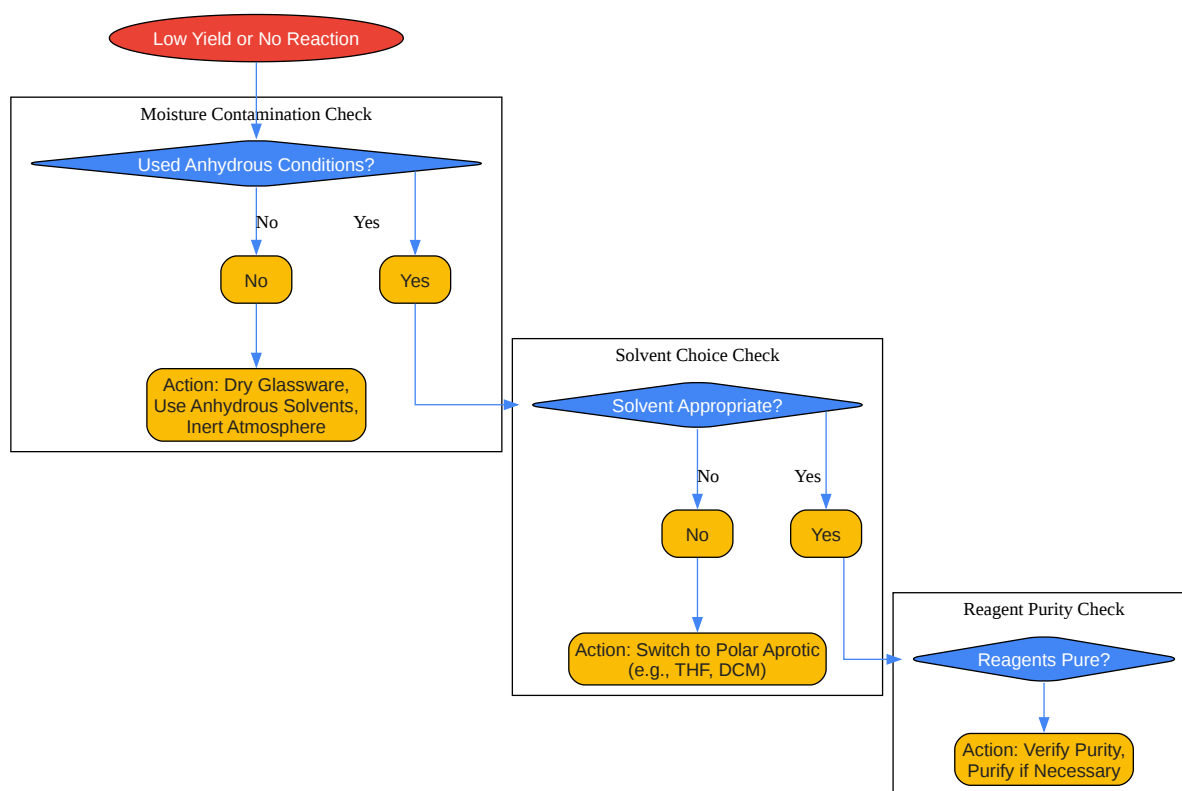 Low Yield or No Reaction
Moisture Contamination Check
Used Anhydrous Conditions?
No
Yes
No
Yes
Action: Dry Glassware,
Use Anhydrous Solvents,
Inert Atmosphere
Solvent Choice Check
Solvent Appropriate?
No
Yes
No
Yes
Action: Switch to Polar Aprotic
(e.g., THF, DCM)
Reagent Purity Check
Reagents Pure?
Action: Verify Purity,
Purify if Necessary